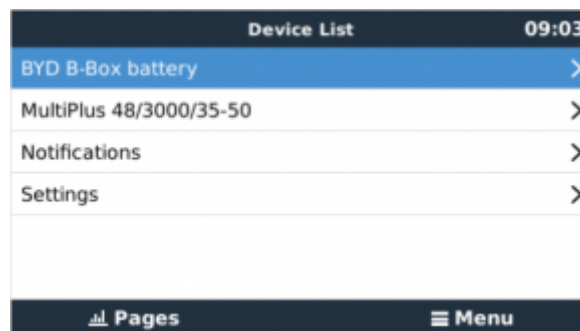 Device List 09:03
BYD B-Box battery
MultiPlus 48/3000/35-50
Notifications
Settings
Pages Menu